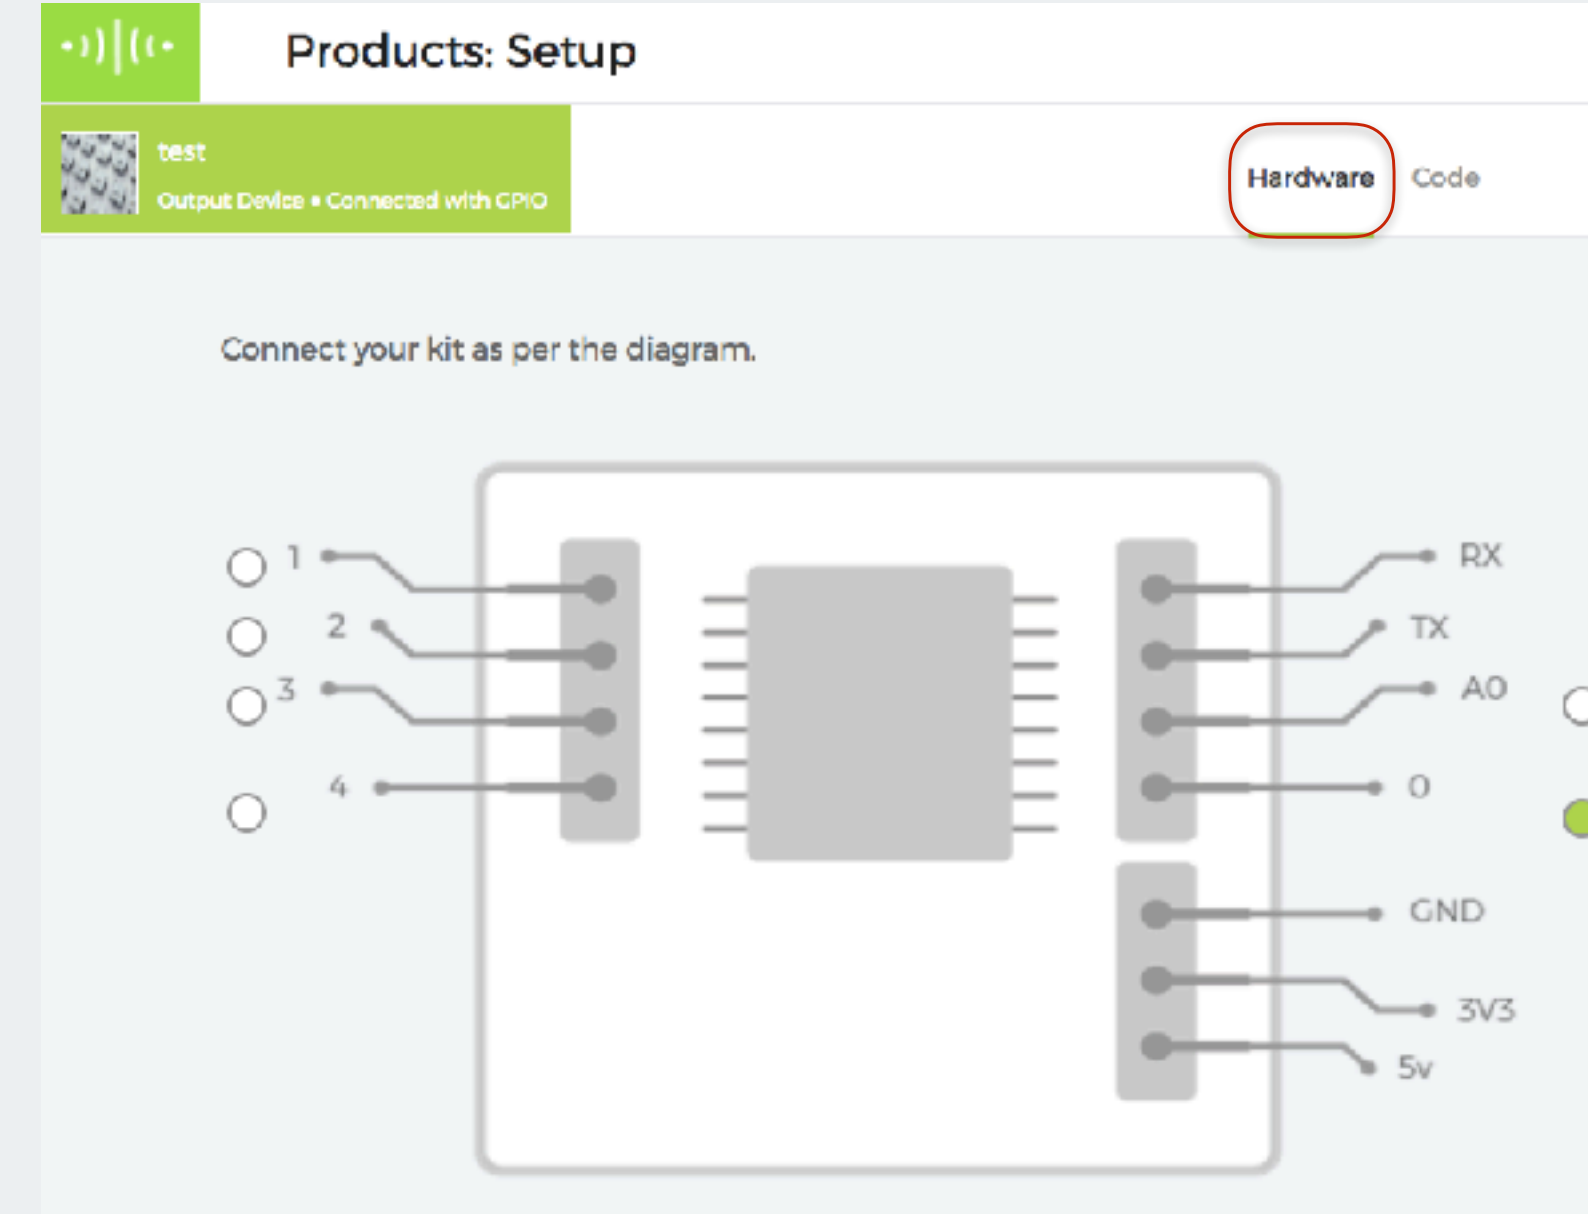 Products: Setup
test
Output Device • Connected with GPIO
Hardware
Code
Connect your kit as per the diagram.
1
2
3
4
RX
TX
A0
0
GND
3V3
5v